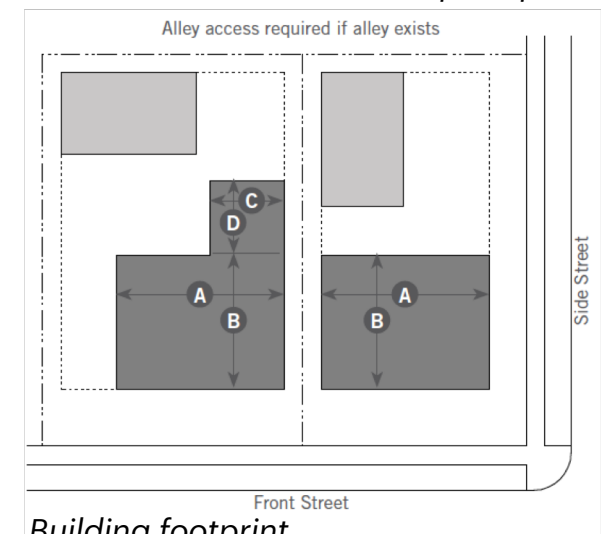 Alley access required if alley exists
C
D
A
A
B
B
Side Street
Front Street
Building footprint